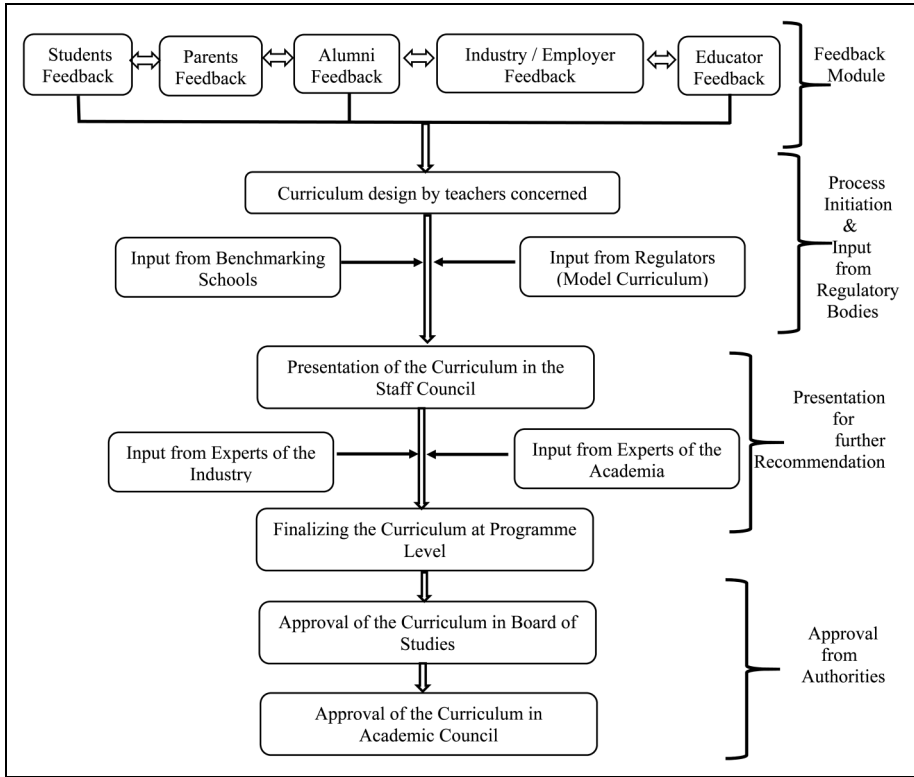 Students
Feedback
Parents
Feedback
Alumni
Feedback
Industry / Employer
Feedback
Educator
Feedback
Feedback
Module
Curriculum design by teachers concerned
Input from Benchmarking
Schools
Input from Regulators
(Model Curriculum)
Process
Initiation
&
Input
from
Regulatory
Bodies
Presentation of the Curriculum in the
Staff Council
Input from Experts of the
Industry
Input from Experts of the
Academia
Presentation
for
further
Recommendation
Finalizing the Curriculum at Programme
Level
Approval of the Curriculum in Board of
Studies
Approval of the Curriculum in
Academic Council
Approval
from
Authorities